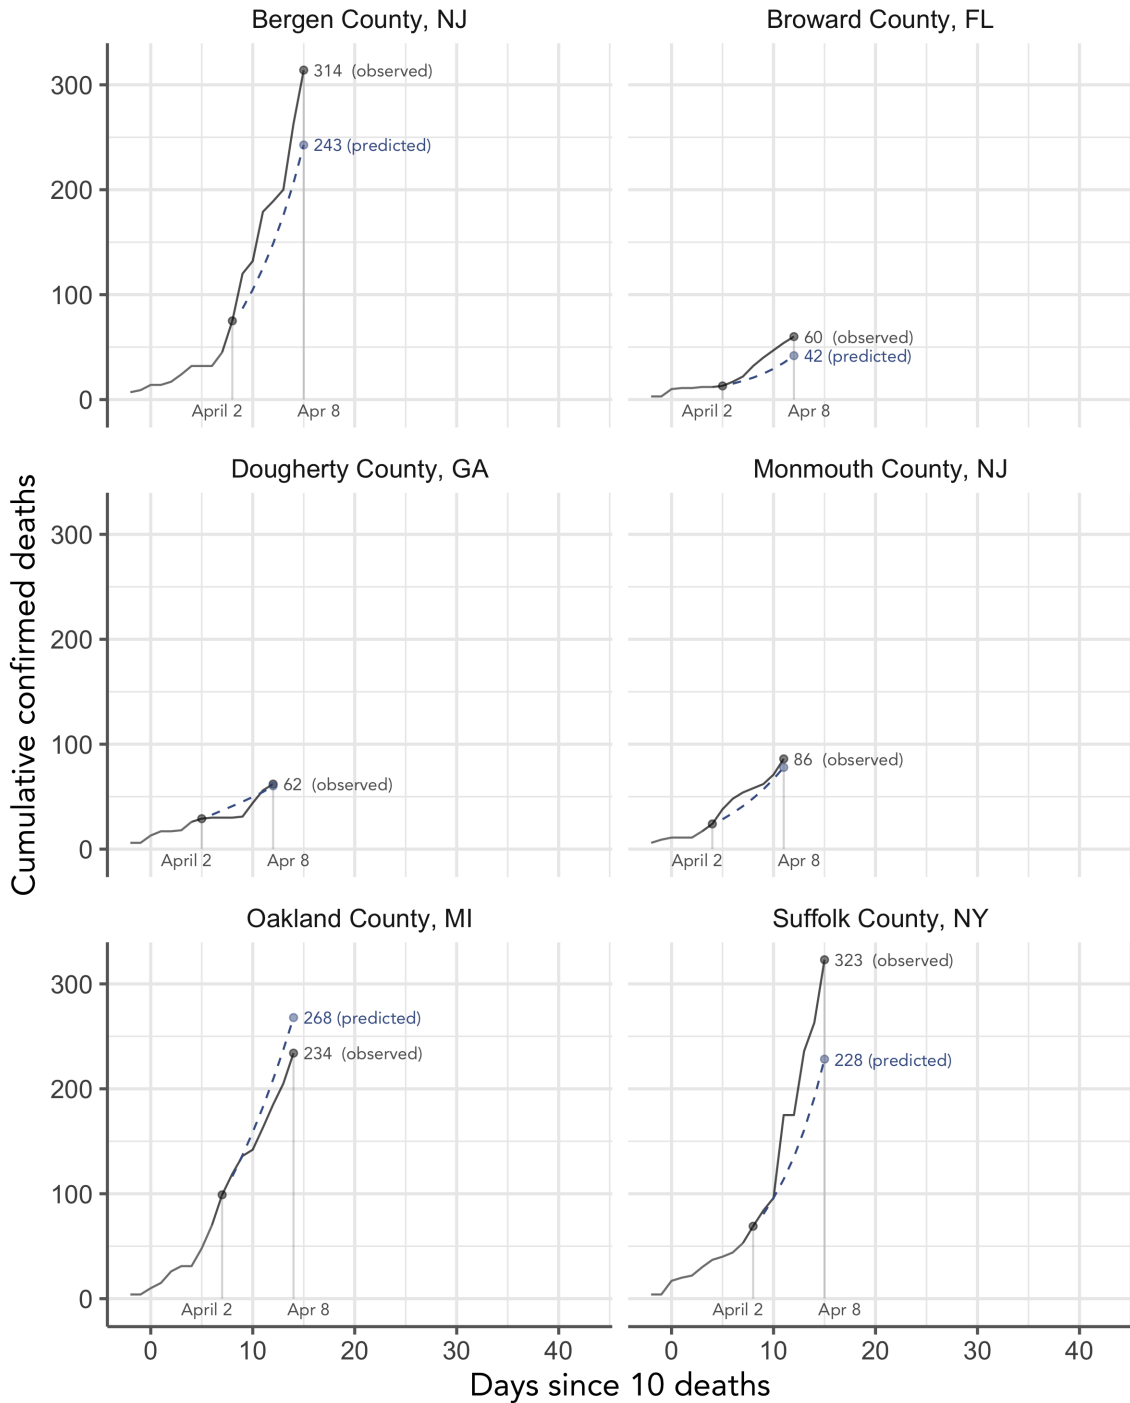 Bergen County, NJ
Broward County, FL
300
200
100
0
314 (observed)
243 (predicted)
April 2
Apr 8
60 (observed)
42 (predicted)
April 2
Apr 8
Cumulative confirmed deaths
Dougherty County, GA
Monmouth County, NJ
300
200
100
0
62 (observed)
April 2
Apr 8
86 (observed)
April 2
Apr 8
Oakland County, MI
Suffolk County, NY
300
200
100
0
268 (predicted)
234 (observed)
April 2
Apr 8
323 (observed)
228 (predicted)
April 2
Apr 8
0 10 20 30 40
0 10 20 30 40
Days since 10 deaths